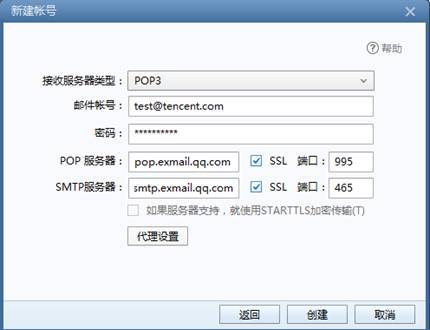 新建帐号
帮助
接收服务器类型： POP3
邮件帐号： test@tencent.com
密码： **********
POP 服务器： pop.exmail.qq.com SSL 端口： 995
SMTP服务器： smtp.exmail.qq.com SSL 端口： 465
如果服务器支持，就使用STARTTLS加密传输(T)
代理设置
返回 创建 取消